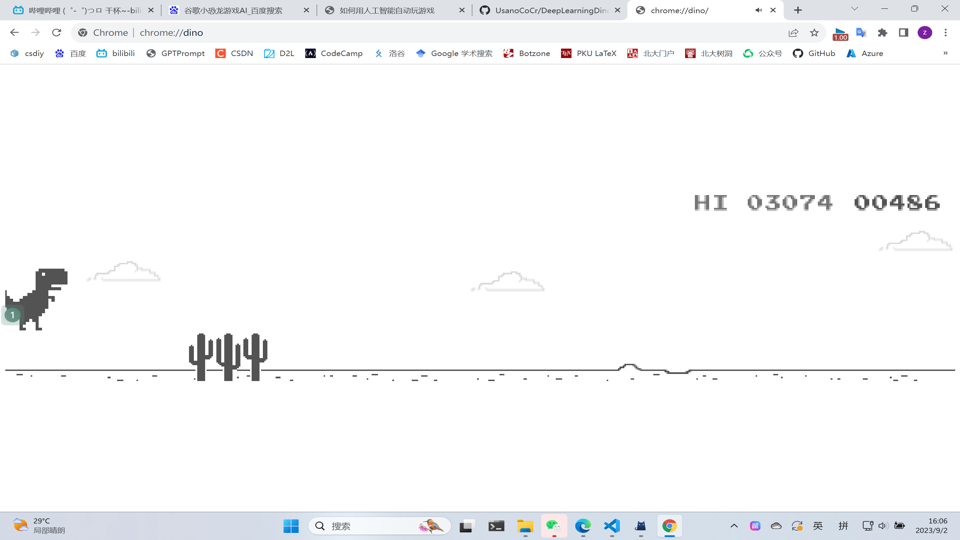 哔哩哔哩 (゜-゜)つロ 干杯~-bili
谷歌小恐龙游戏AI_百度搜索
如何用人工智能自动玩游戏
UsanoCoCr/DeepLearningDino
chrome://dino/
Chrome | chrome://dino
1.00
z
csdiy
百度
bilibili
GPTPrompt
CSDN
D2L
CodeCamp
洛谷
Google 学术搜索
Botzone
PKU LaTeX
北大门户
北大树洞
公众号
GitHub
Azure
»
HI 03074 00486
1
29°C
局部晴朗
搜索
英
拼
16:06
2023/9/2